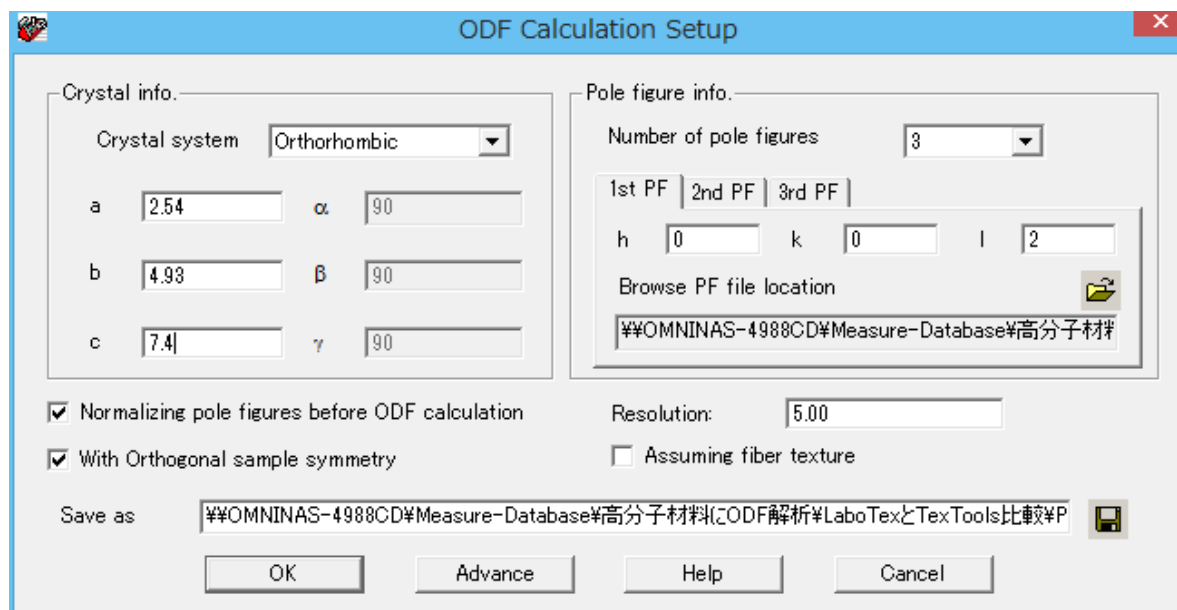 ODF Calculation Setup
Crystal info.
Crystal system Orthorhombic
a 2.54 α 90
b 4.93 β 90
c 7.4 γ 90
Pole figure info.
Number of pole figures 3
1st PF 2nd PF 3rd PF
h 0 k 0 l 2
Browse PF file location
¥¥OMNINAS-4988CD¥Measure-Database¥高分子材料
Normalizing pole figures before ODF calculation
Resolution: 5.00
With Orthogonal sample symmetry
Assuming fiber texture
Save as ¥¥OMNINAS-4988CD¥Measure-Database¥高分子材料にODF解析¥LaboTexとTexTools比較¥P
OK Advance Help Cancel